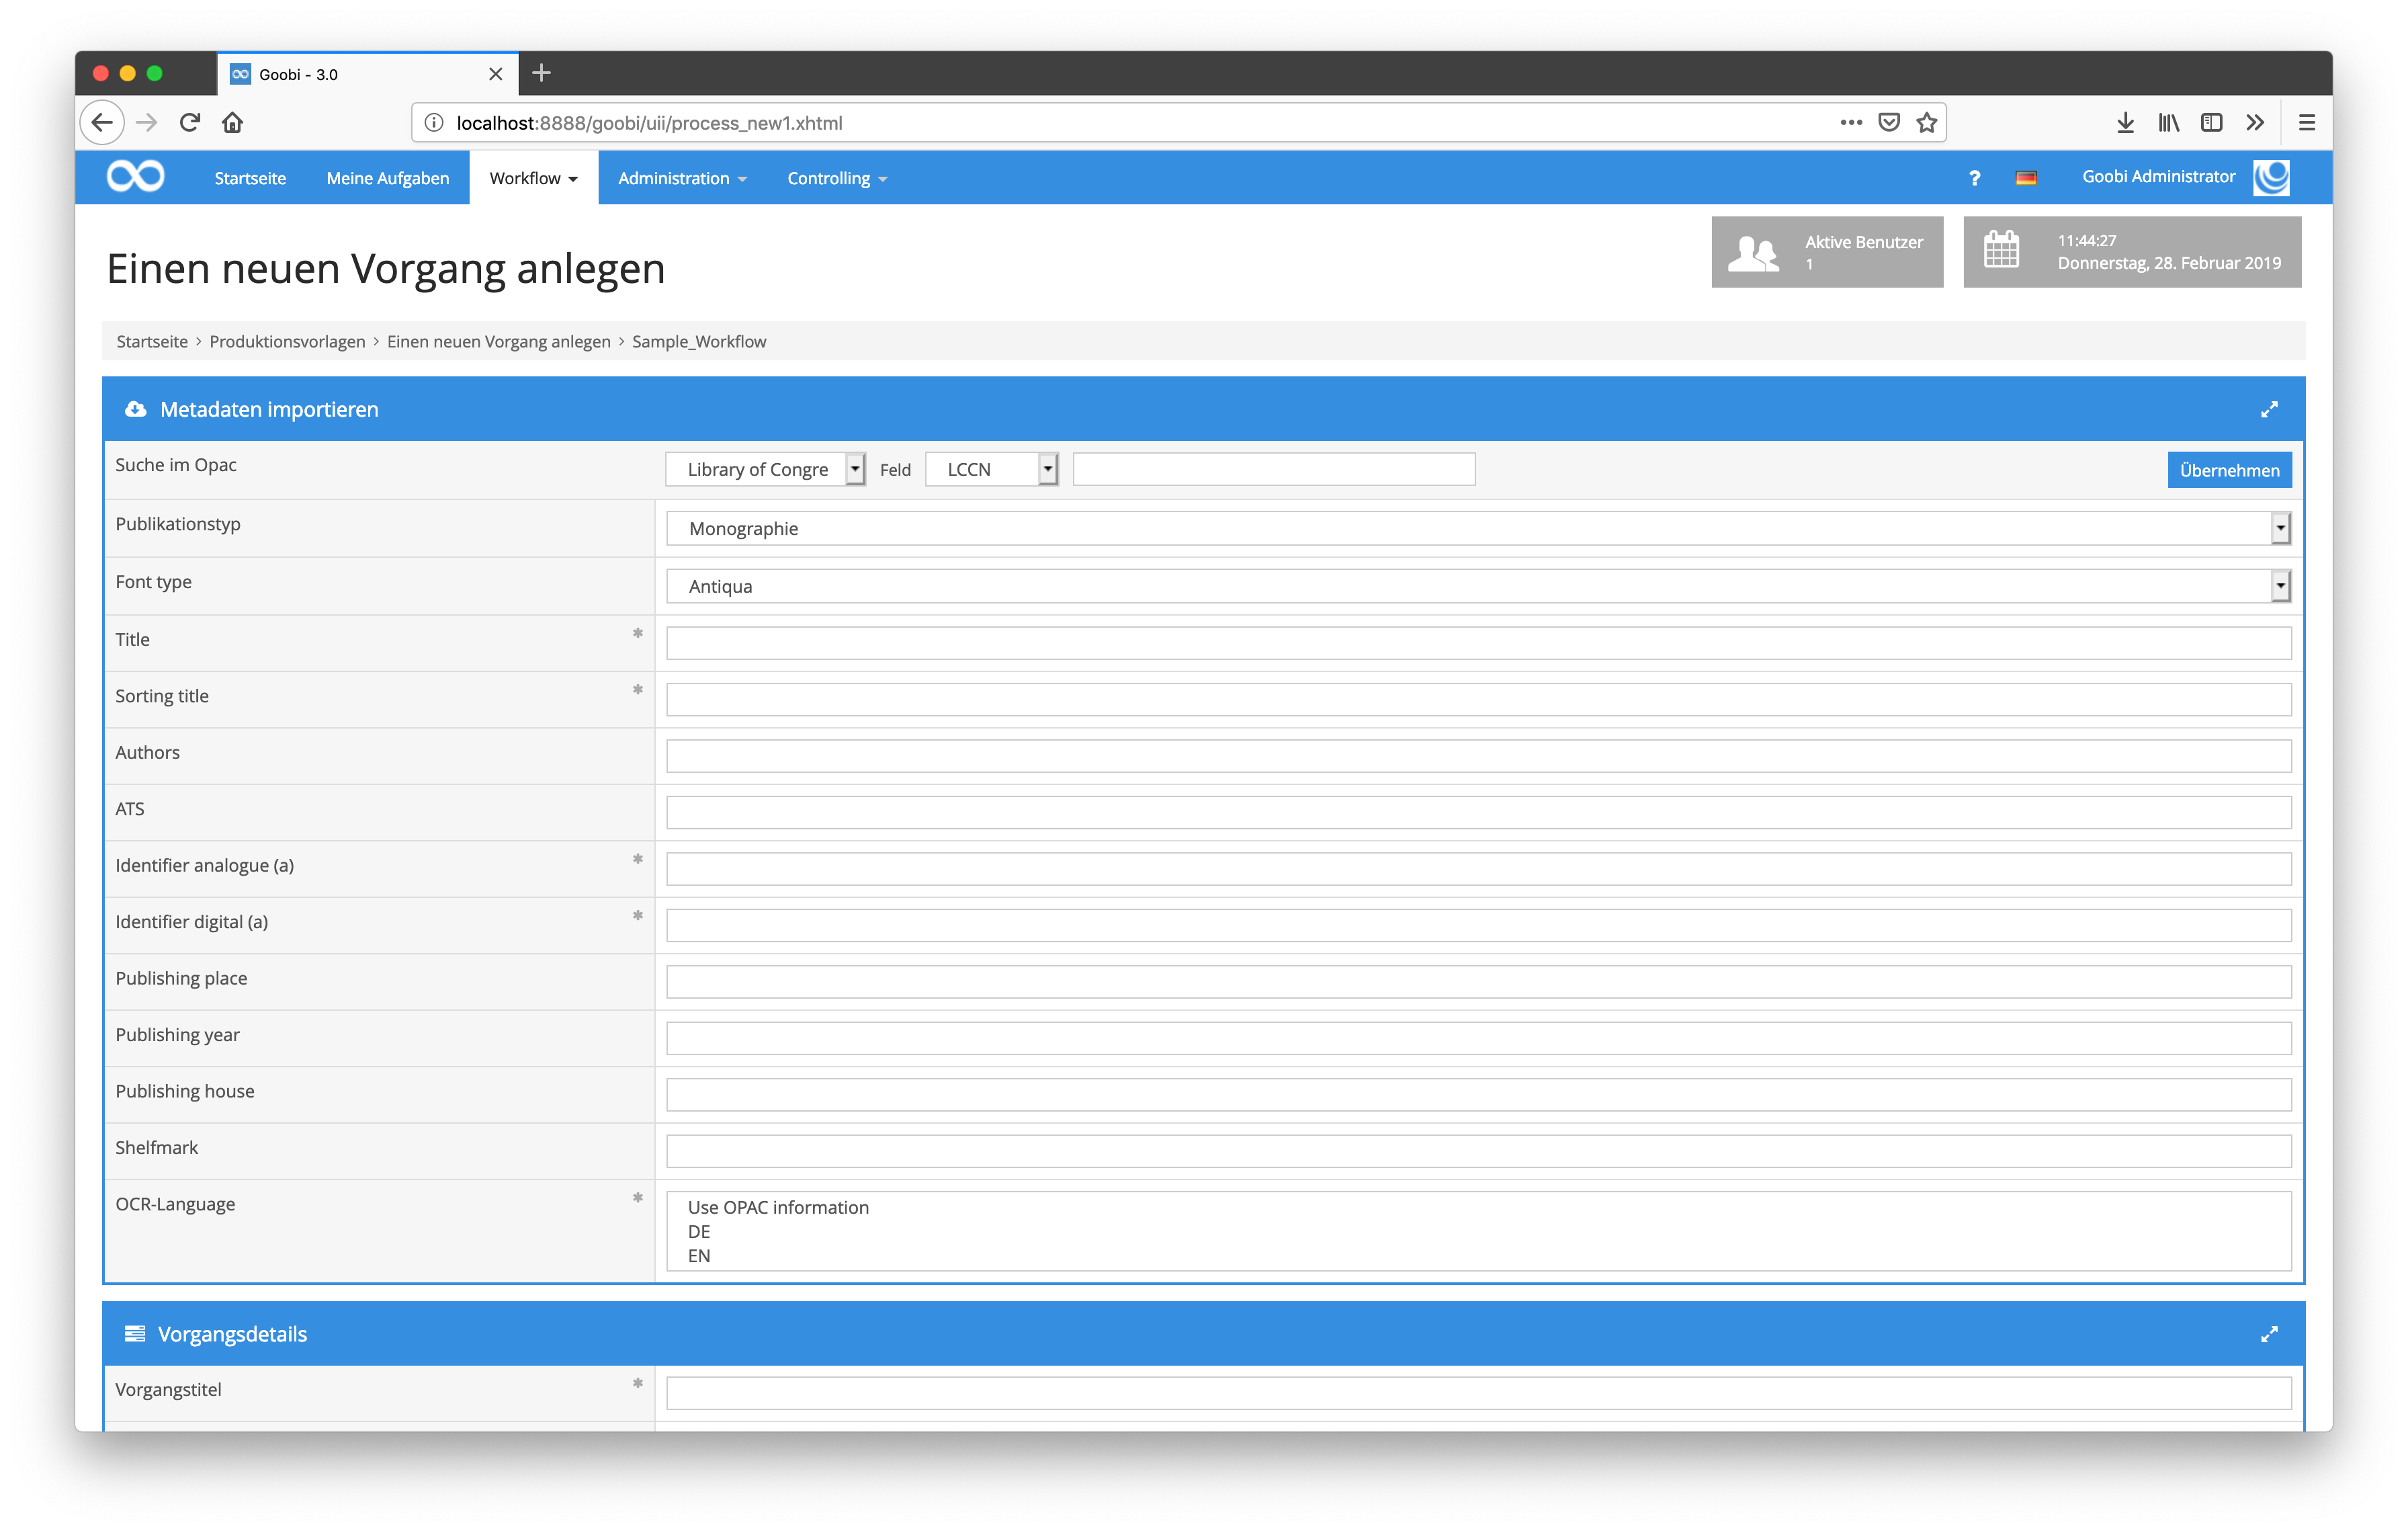 Goobi - 3.0
localhost:8888/goobi/uii/process_new1.xhtml
Startseite Meine Aufgaben Workflow Administration Controlling ? Goobi Administrator
Einen neuen Vorgang anlegen
Aktive Benutzer
1
11:44:27
Donnerstag, 28. Februar 2019
Startseite > Produktionsvorlagen > Einen neuen Vorgang anlegen > Sample_Workflow
Metadaten importieren
Suche im Opac Library of Congre Feld LCCN Übernehmen
Publikationstyp Monographie
Font type Antiqua
Title *
Sorting title *
Authors
ATS
Identifier analogue (a) *
Identifier digital (a) *
Publishing place
Publishing year
Publishing house
Shelfmark
OCR-Language * Use OPAC information
DE
EN
Vorgangsdetails
Vorgangstitel *